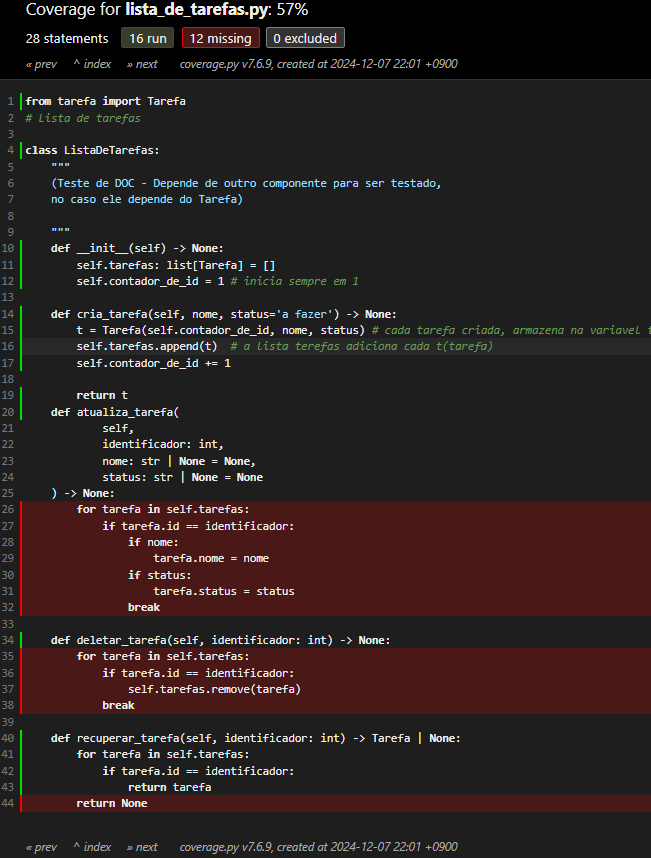 Coverage for lista_de_tarefas.py: 57%
28 statements 16 run 12 missing 0 excluded
« prev ^ index » next coverage.py v7.6.9, created at 2024-12-07 22:01 +0900
1 from tarefa import Tarefa
2 # Lista de tarefas
3
4 class ListaDeTarefas:
5 """
6 (Teste de DOC - Depende de outro componente para ser testado,
7 no caso ele depende do Tarefa)
8
9 """
10 def __init__(self) -> None:
11 self.tarefas: list[Tarefa] = []
12 self.contador_de_id = 1 # inicia sempre em 1
13
14 def cria_tarefa(self, nome, status='a fazer') -> None:
15 t = Tarefa(self.contador_de_id, nome, status) # cada tarefa criada, armazena na variavel t
16 self.tarefas.append(t) # a lista terefas adiciona cada t(tarefa)
17 self.contador_de_id += 1
18
19 return t
20 def atualiza_tarefa(
21 self,
22 identificador: int,
23 nome: str | None = None,
24 status: str | None = None
25 ) -> None:
26 for tarefa in self.tarefas:
27 if tarefa.id == identificador:
28 if nome:
29 tarefa.nome = nome
30 if status:
31 tarefa.status = status
32 break
33
34 def deletar_tarefa(self, identificador: int) -> None:
35 for tarefa in self.tarefas:
36 if tarefa.id == identificador:
37 self.tarefas.remove(tarefa)
38 break
39
40 def recuperar_tarefa(self, identificador: int) -> Tarefa | None:
41 for tarefa in self.tarefas:
42 if tarefa.id == identificador:
43 return tarefa
44 return None
« prev ^ index » next coverage.py v7.6.9, created at 2024-12-07 22:01 +0900